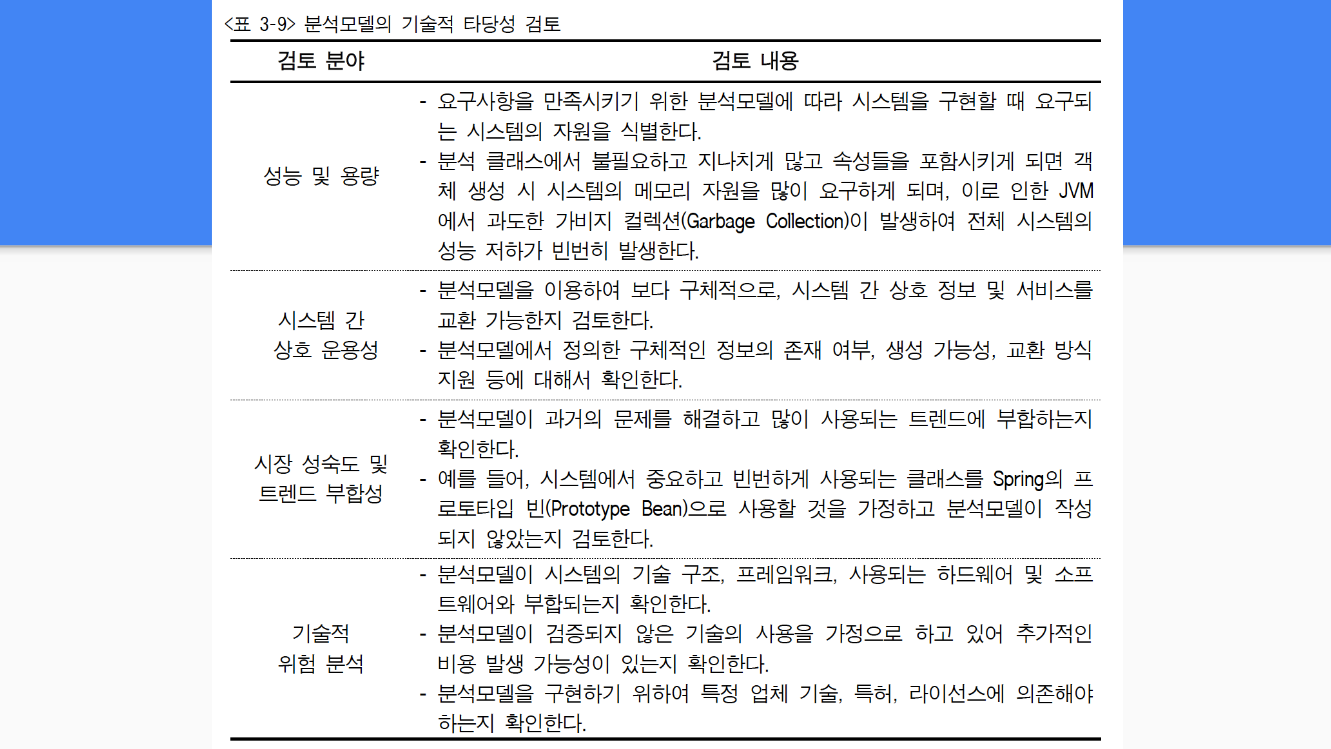 <표 3-9> 분석모델의 기술적 타당성 검토
검토 분야 검토 내용
성능 및 용량
- 요구사항을 만족시키기 위한 분석모델에 따라 시스템을 구현할 때 요구되
는 시스템의 자원을 식별한다.
- 분석 클래스에서 불필요하고 지나치게 많고 속성들을 포함시키게 되면 객
체 생성 시 시스템의 메모리 자원을 많이 요구하게 되며, 이로 인한 JVM
에서 과도한 가비지 컬렉션(Garbage Collection)이 발생하여 전체 시스템의
성능 저하가 빈번히 발생한다.
시스템 간
상호 운용성
- 분석모델을 이용하여 보다 구체적으로, 시스템 간 상호 정보 및 서비스를
교환 가능한지 검토한다.
- 분석모델에서 정의한 구체적인 정보의 존재 여부, 생성 가능성, 교환 방식
지원 등에 대해서 확인한다.
시장 성숙도 및
트렌드 부합성
- 분석모델이 과거의 문제를 해결하고 많이 사용되는 트렌드에 부합하는지
확인한다.
- 예를 들어, 시스템에서 중요하고 빈번하게 사용되는 클래스를 Spring의 프
로토타입 빈(Prototype Bean)으로 사용할 것을 가정하고 분석모델이 작성
되지 않았는지 검토한다.
기술적
위험 분석
- 분석모델이 시스템의 기술 구조, 프레임워크, 사용되는 하드웨어 및 소프
트웨어와 부합되는지 확인한다.
- 분석모델이 검증되지 않은 기술의 사용을 가정으로 하고 있어 추가적인
비용 발생 가능성이 있는지 확인한다.
- 분석모델을 구현하기 위하여 특정 업체 기술, 특허, 라이선스에 의존해야
하는지 확인한다.